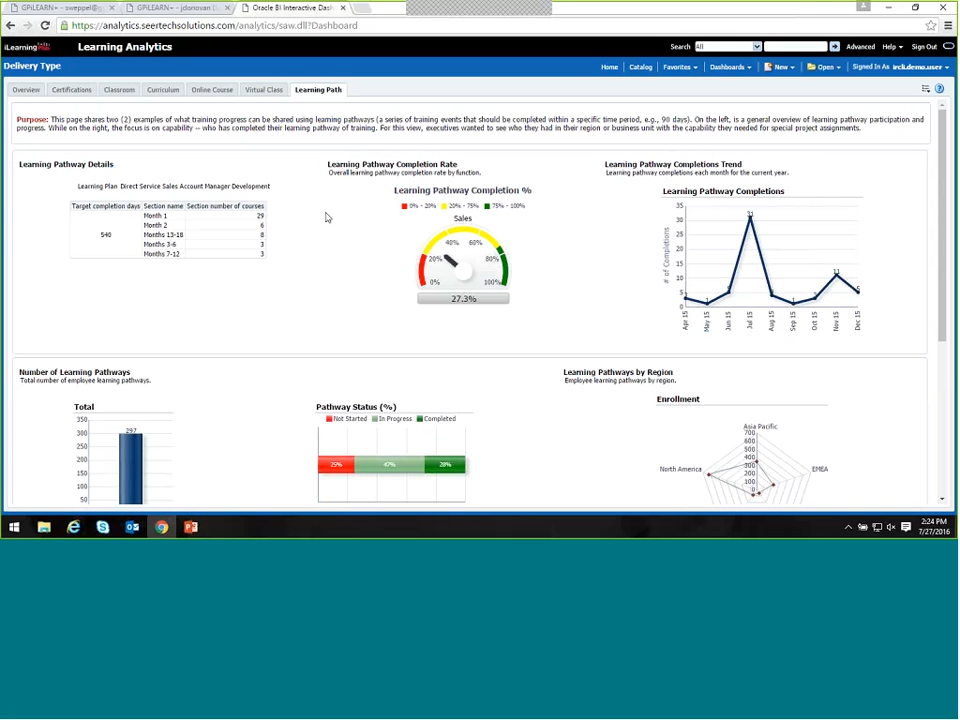 GPiLEARN+ - sweppel@g
GPiLEARN+ - jdonovan D
Oracle BI Interactive Dash
https://analytics.seertechsolutions.com/analytics/saw.dll?Dashboard
iLearning Learning Analytics Search All Advanced Help Sign Out
Delivery Type Home Catalog Favorites Dashboards New Open Signed In As ircli.demo.user
Overview Certifications Classroom Curriculum Online Course Virtual Class Learning Path
Purpose: This page shares two (2) examples of what training progress can be shared using learning pathways (a series of training events that should be completed within a specific time period, e.g., 90 days). On the left, is a general overview of learning pathway participation and
progress. While on the right, the focus is on capability -- who has completed their learning pathway of training. For this view, executives wanted to see who they had in their region or business unit with the capability they needed for special project assignments.
Learning Pathway Details
Learning Plan Direct Service Sales Account Manager Development
Target completion days Section name Section number of courses
540
Month 1 29
Month 2 6
Months 13-18 8
Months 3-6 3
Months 7-12 3
Learning Pathway Completion Rate
Overall learning pathway completion rate by function.
Learning Pathway Completion %
0% - 20% 20% - 75% 75% - 100%
Sales
40% 60%
20% 80%
0% 100%
27.3%
Learning Pathway Completions Trend
Learning pathway completions each month for the current year.
Learning Pathway Completions
# of Completions
35
30
25
20
15
10
5
0
31
11
1
1
Apr 15 May 15 Jun 15 Jul 15 Aug 15 Sep 15 Oct 15 Nov 15 Dec 15
Number of Learning Pathways
Total number of employee learning pathways.
Total
350
300
250
200
150
100
50
297
Pathway Status (%)
Not Started In Progress Completed
25% 47% 28%
Learning Pathways by Region
Employee learning pathways by region.
Enrollment
Asia Pacific
700
600
500
400
300
200
100
0
North America
EMEA
2:24 PM
7/27/2016